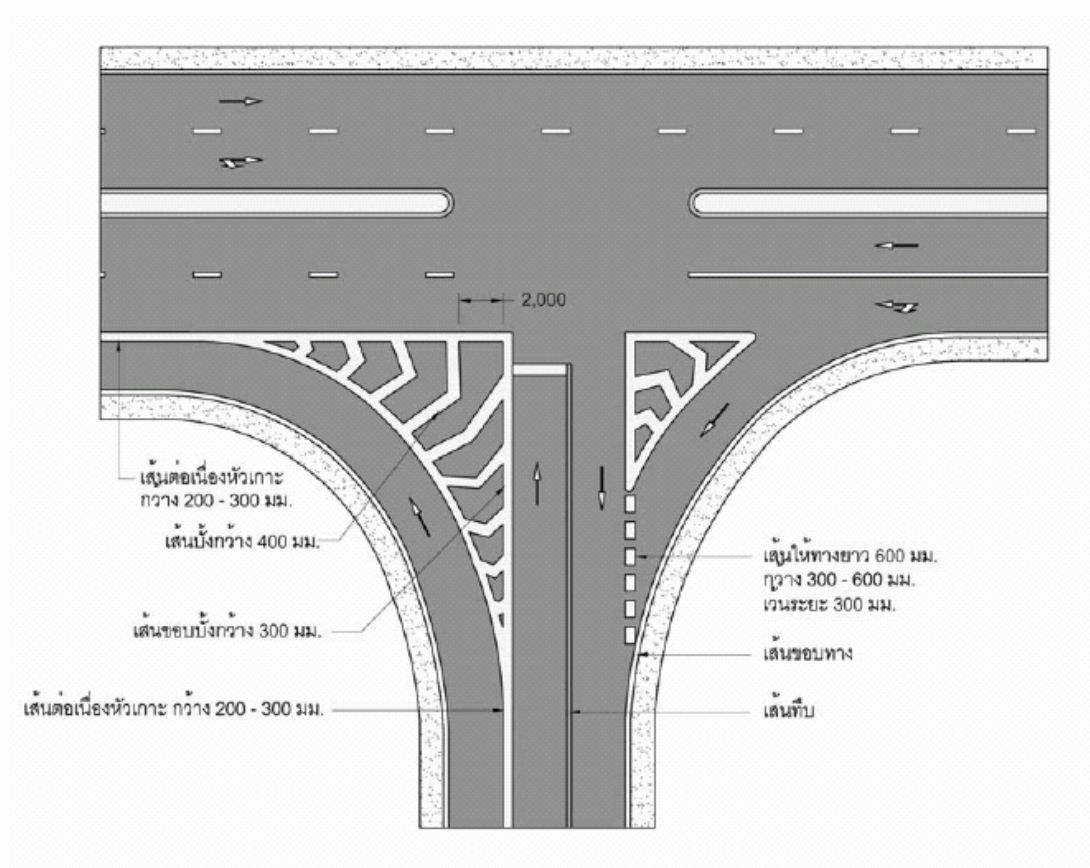 2,000
เส้นต่อเนื่องหัวเกาะ
กว้าง 200 - 300 มม.
เส้นบั้งกว้าง 400 มม.
เส้นขอบบั้งกว้าง 300 มม.
เส้นต่อเนื่องหัวเกาะ กว้าง 200 - 300 มม.
เส้นให้ทางยาว 600 มม.
กว้าง 300 - 600 มม.
เว้นระยะ 300 มม.
เส้นขอบทาง
เส้นทึบ